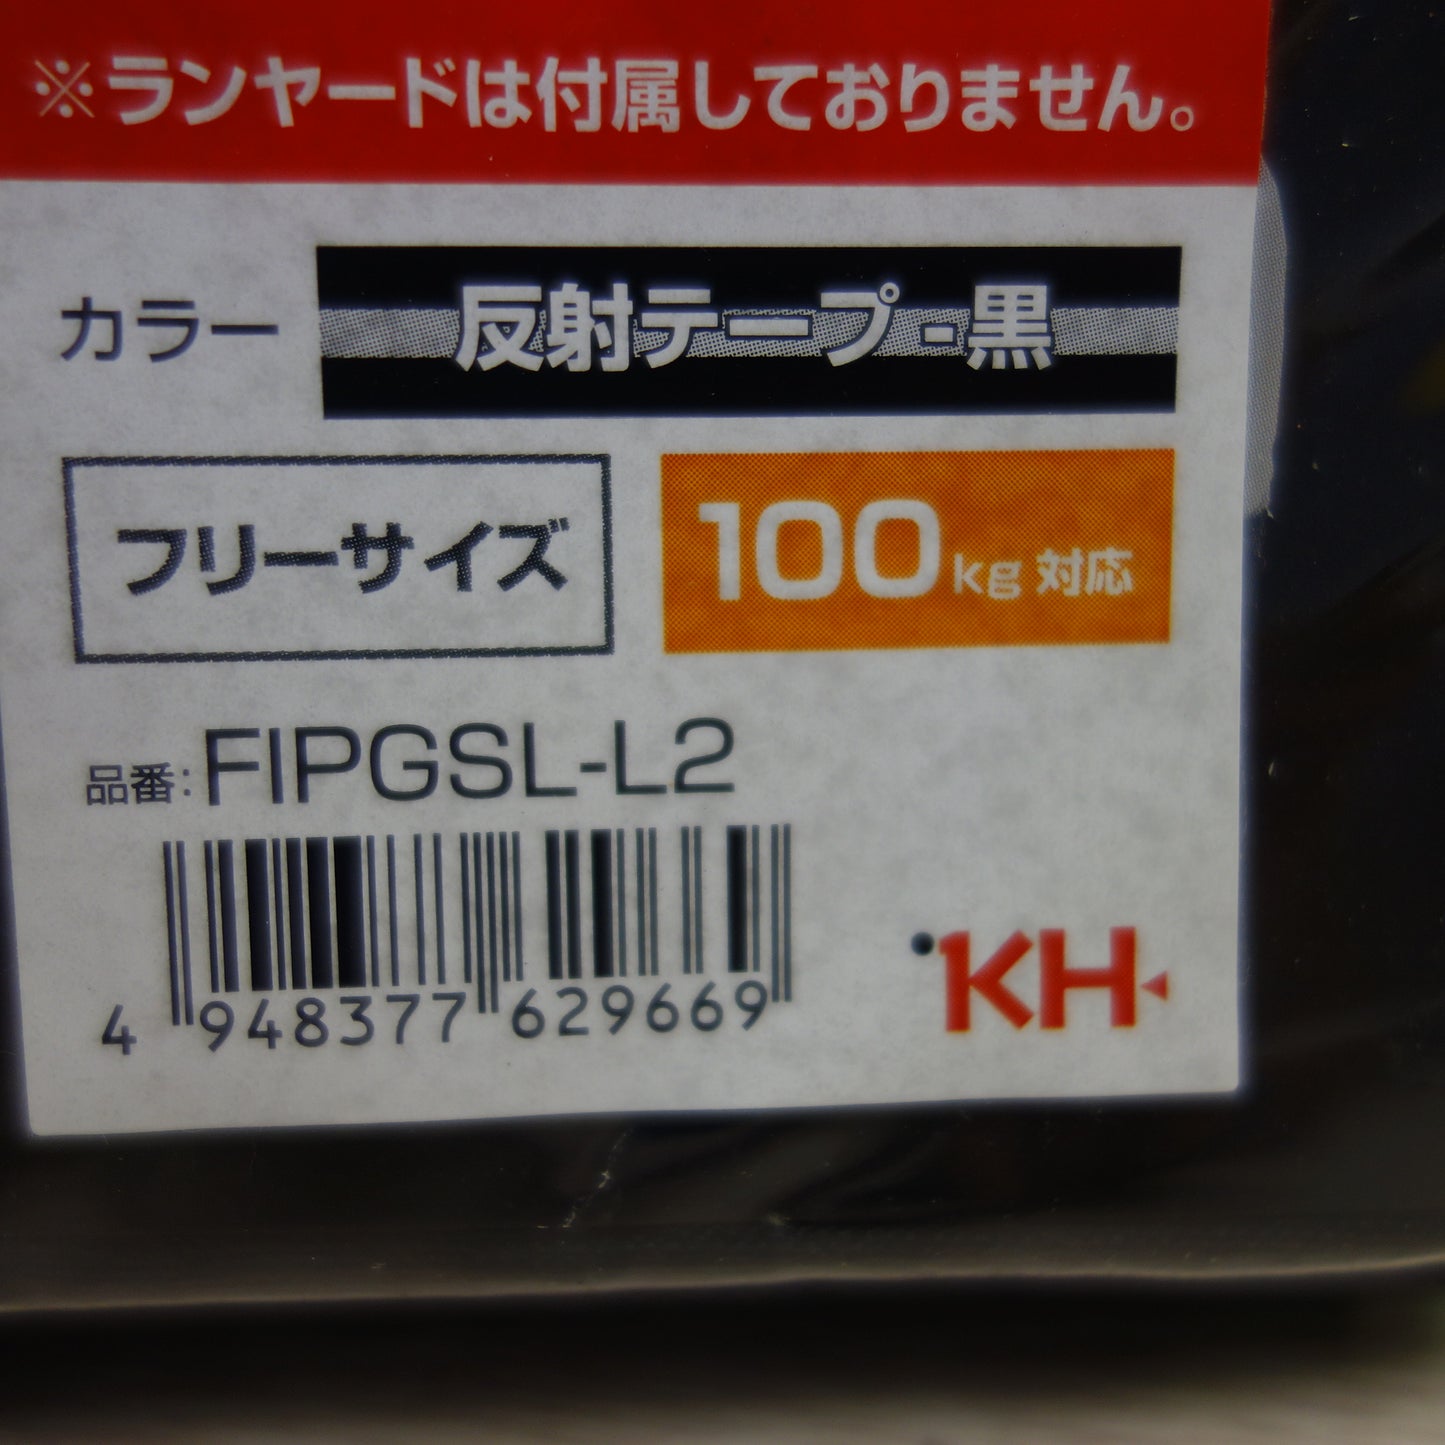 ※ランヤードは付属しておりません。
カラー 反射テープ-黒
フリーサイズ 100kg対応
品番: FIPGSL-L2
4 948377 629669
KH